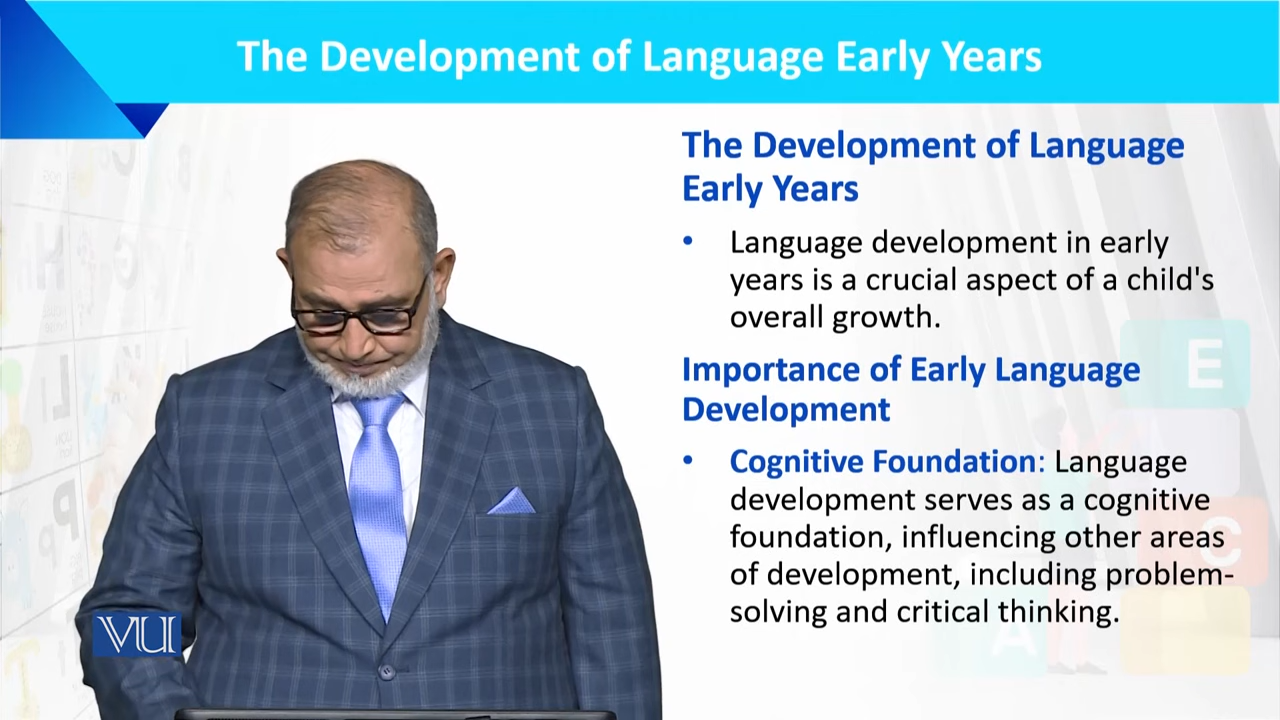 The Development of Language Early Years
The Development of Language
Early Years
• Language development in early
years is a crucial aspect of a child's
overall growth.
Importance of Early Language
Development
• Cognitive Foundation: Language
development serves as a cognitive
foundation, influencing other areas
of development, including problem-
solving and critical thinking.
VU
E
C
A